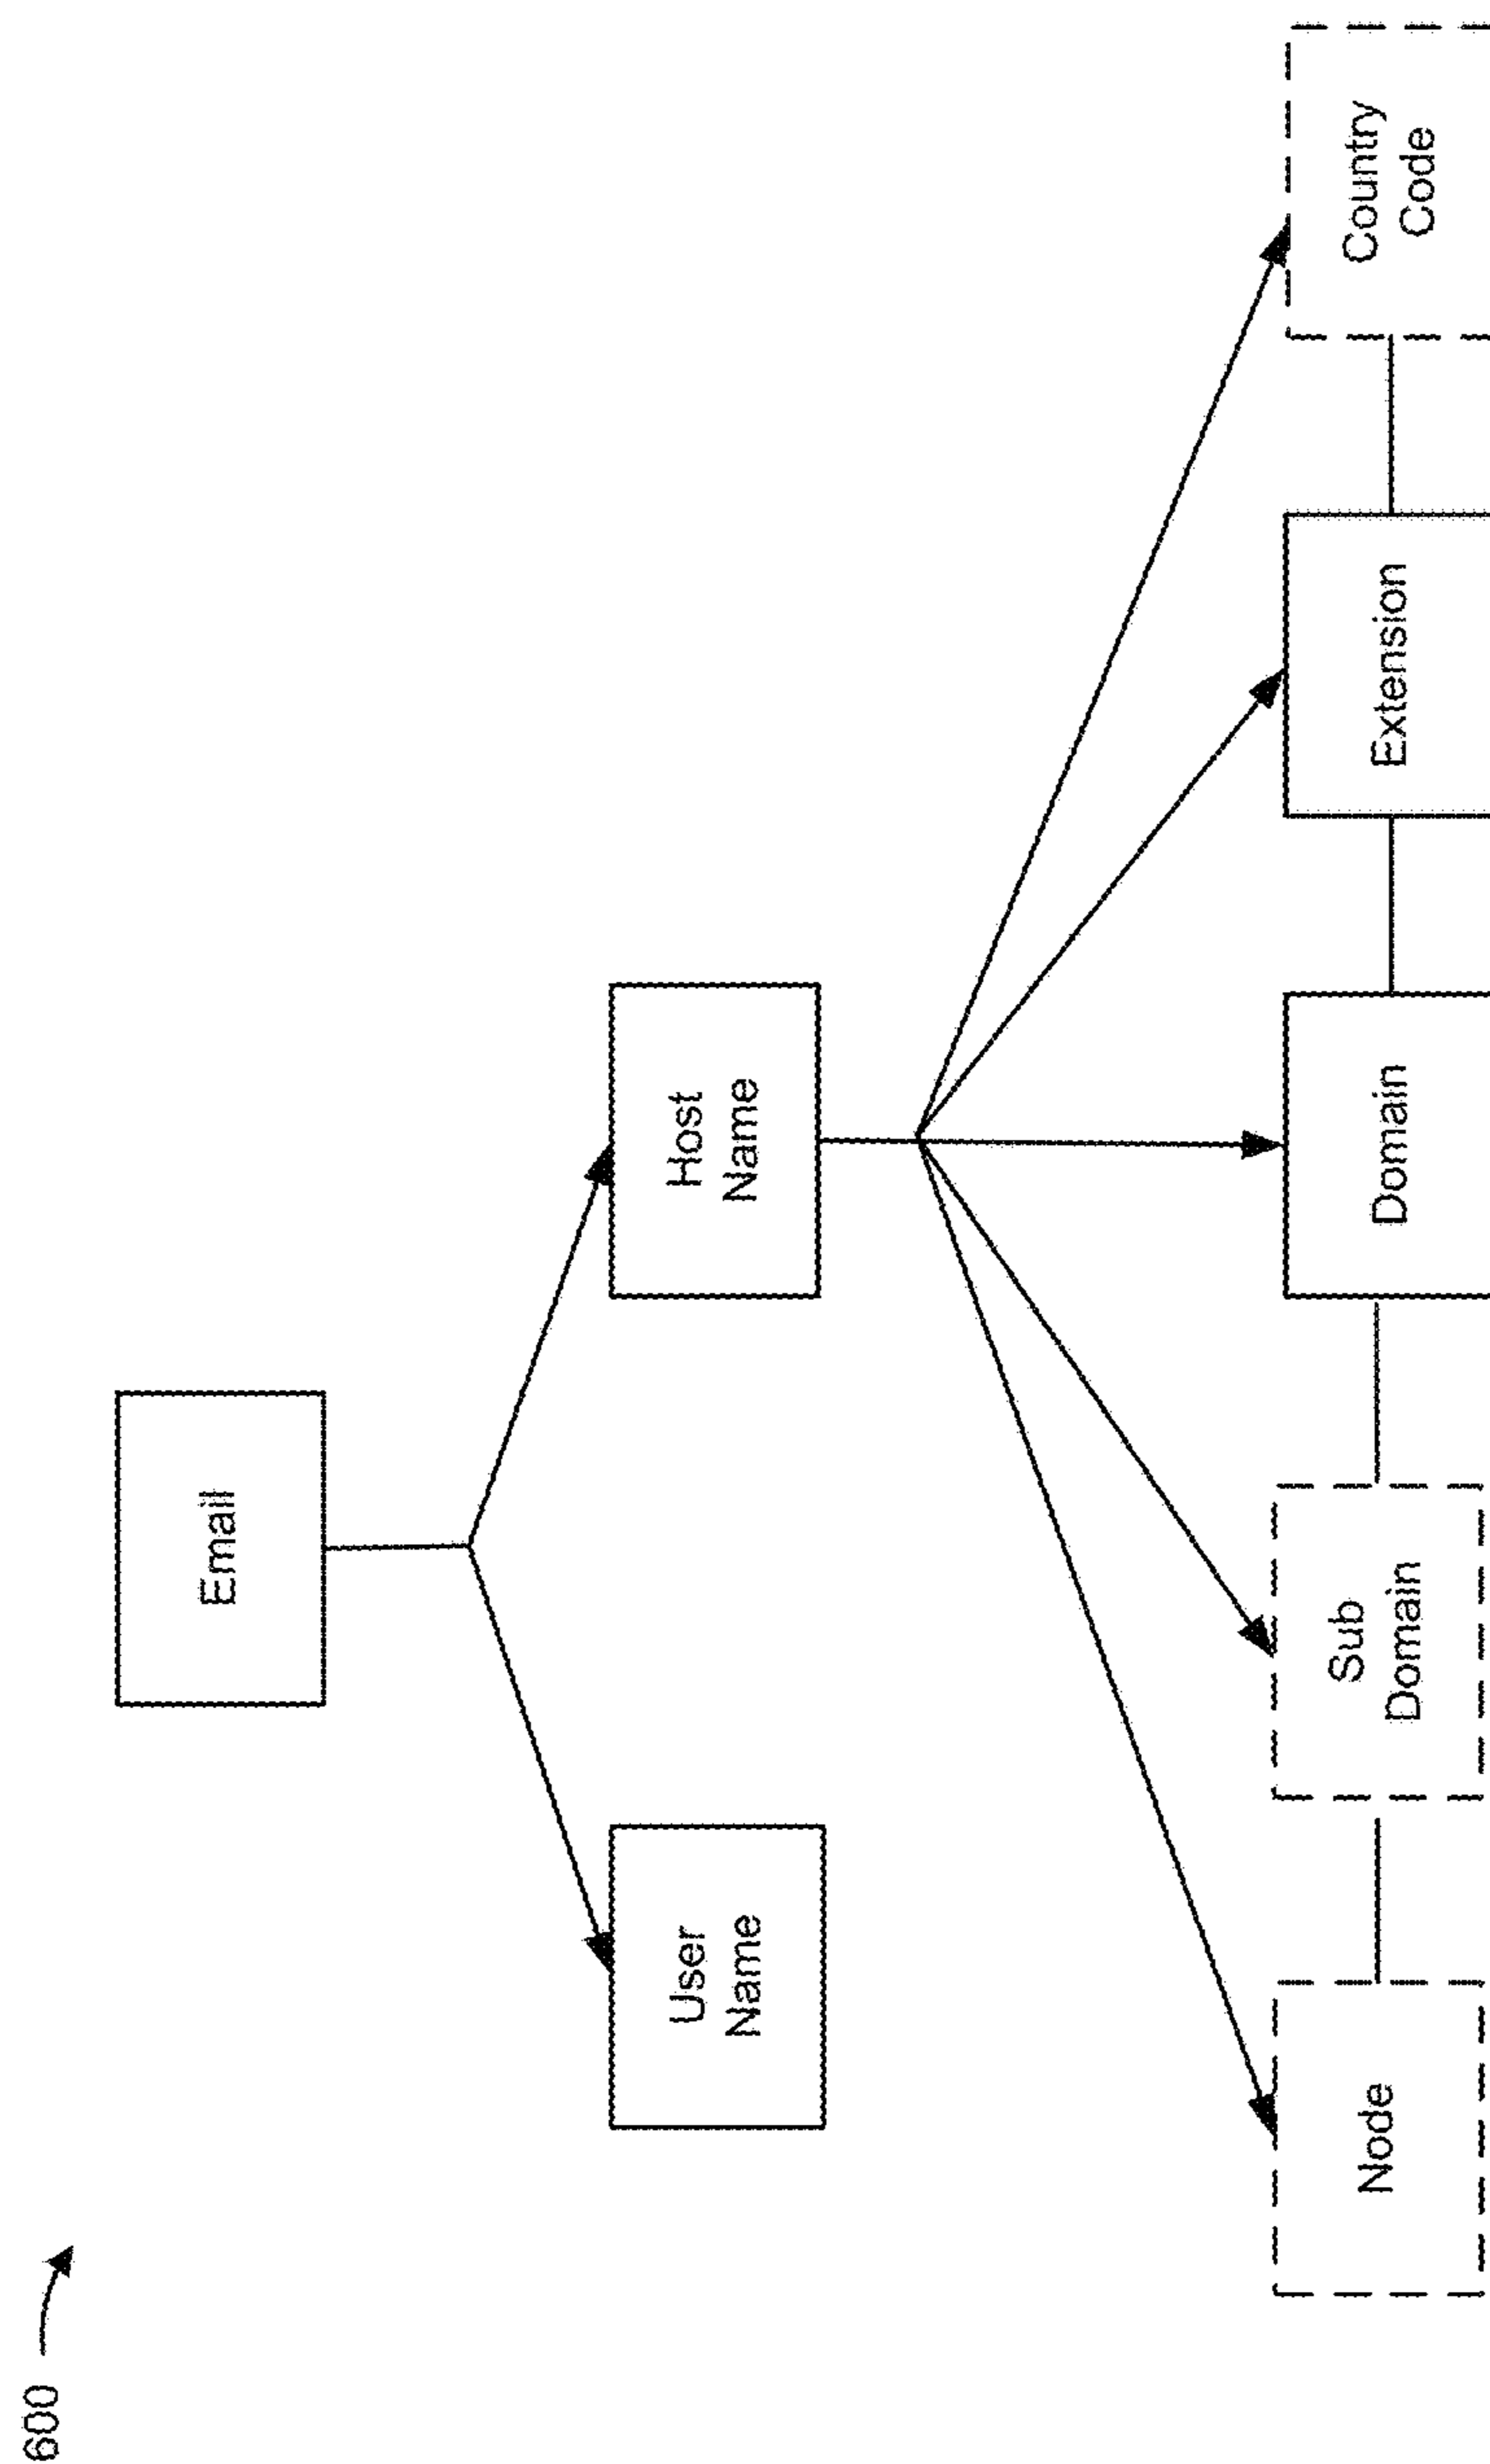 600
Email
User
Name
Host
Name
Node
Sub
Domain
Domain
Extension
Country
Code